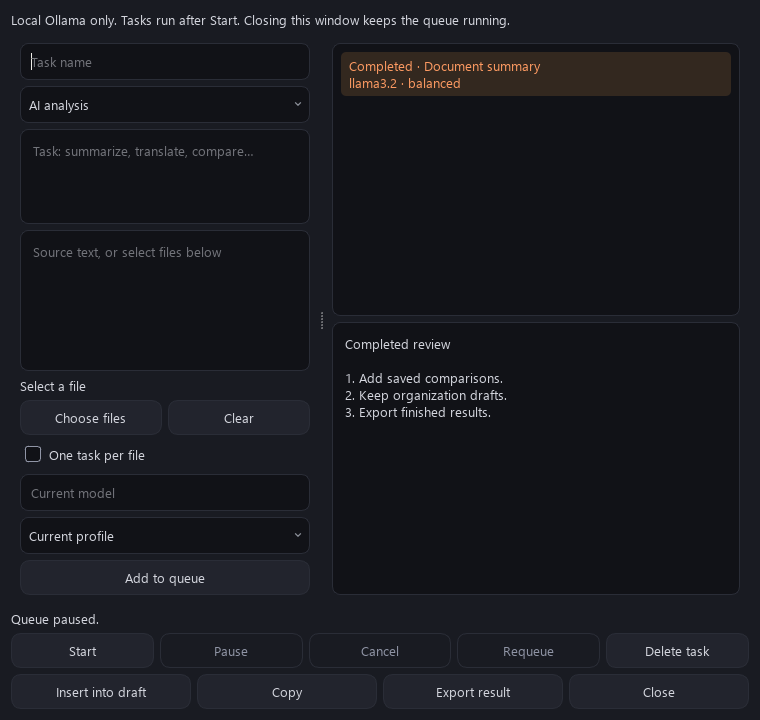 Local Ollama only. Tasks run after Start. Closing this window keeps the queue running.
Task name
AI analysis
Task: summarize, translate, compare...
Source text, or select files below
Select a file
Choose files
Clear
One task per file
Current model
Current profile
Add to queue
Completed · Document summary
llama3.2 · balanced
Completed review
1. Add saved comparisons.
2. Keep organization drafts.
3. Export finished results.
Queue paused.
Start
Pause
Cancel
Requeue
Delete task
Insert into draft
Copy
Export result
Close